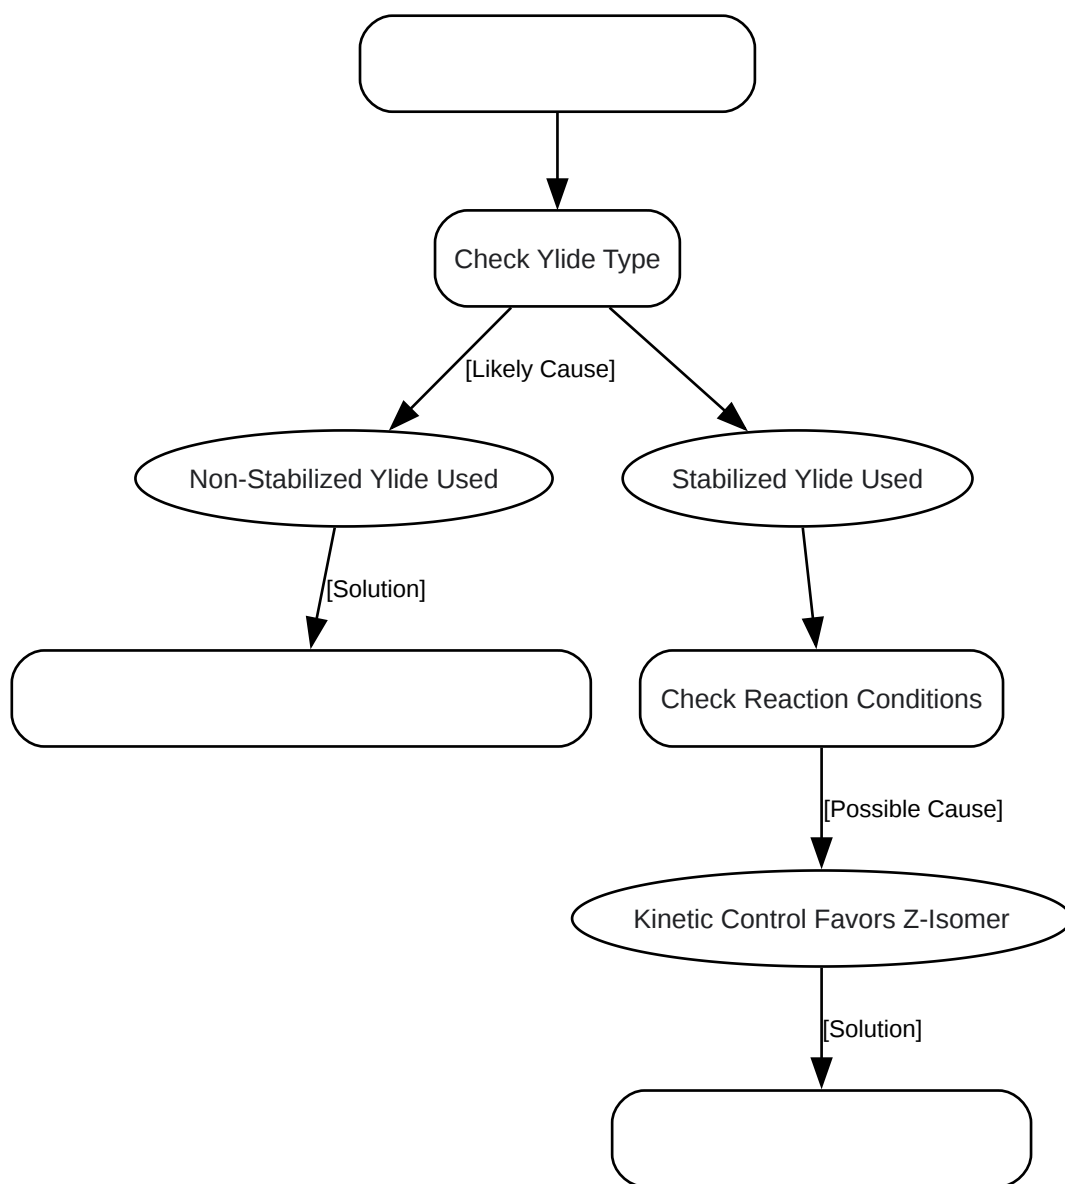 Check Ylide Type
[Likely Cause]
Non-Stabilized Ylide Used
Stabilized Ylide Used
[Solution]
Check Reaction Conditions
[Possible Cause]
Kinetic Control Favors Z-Isomer
[Solution]